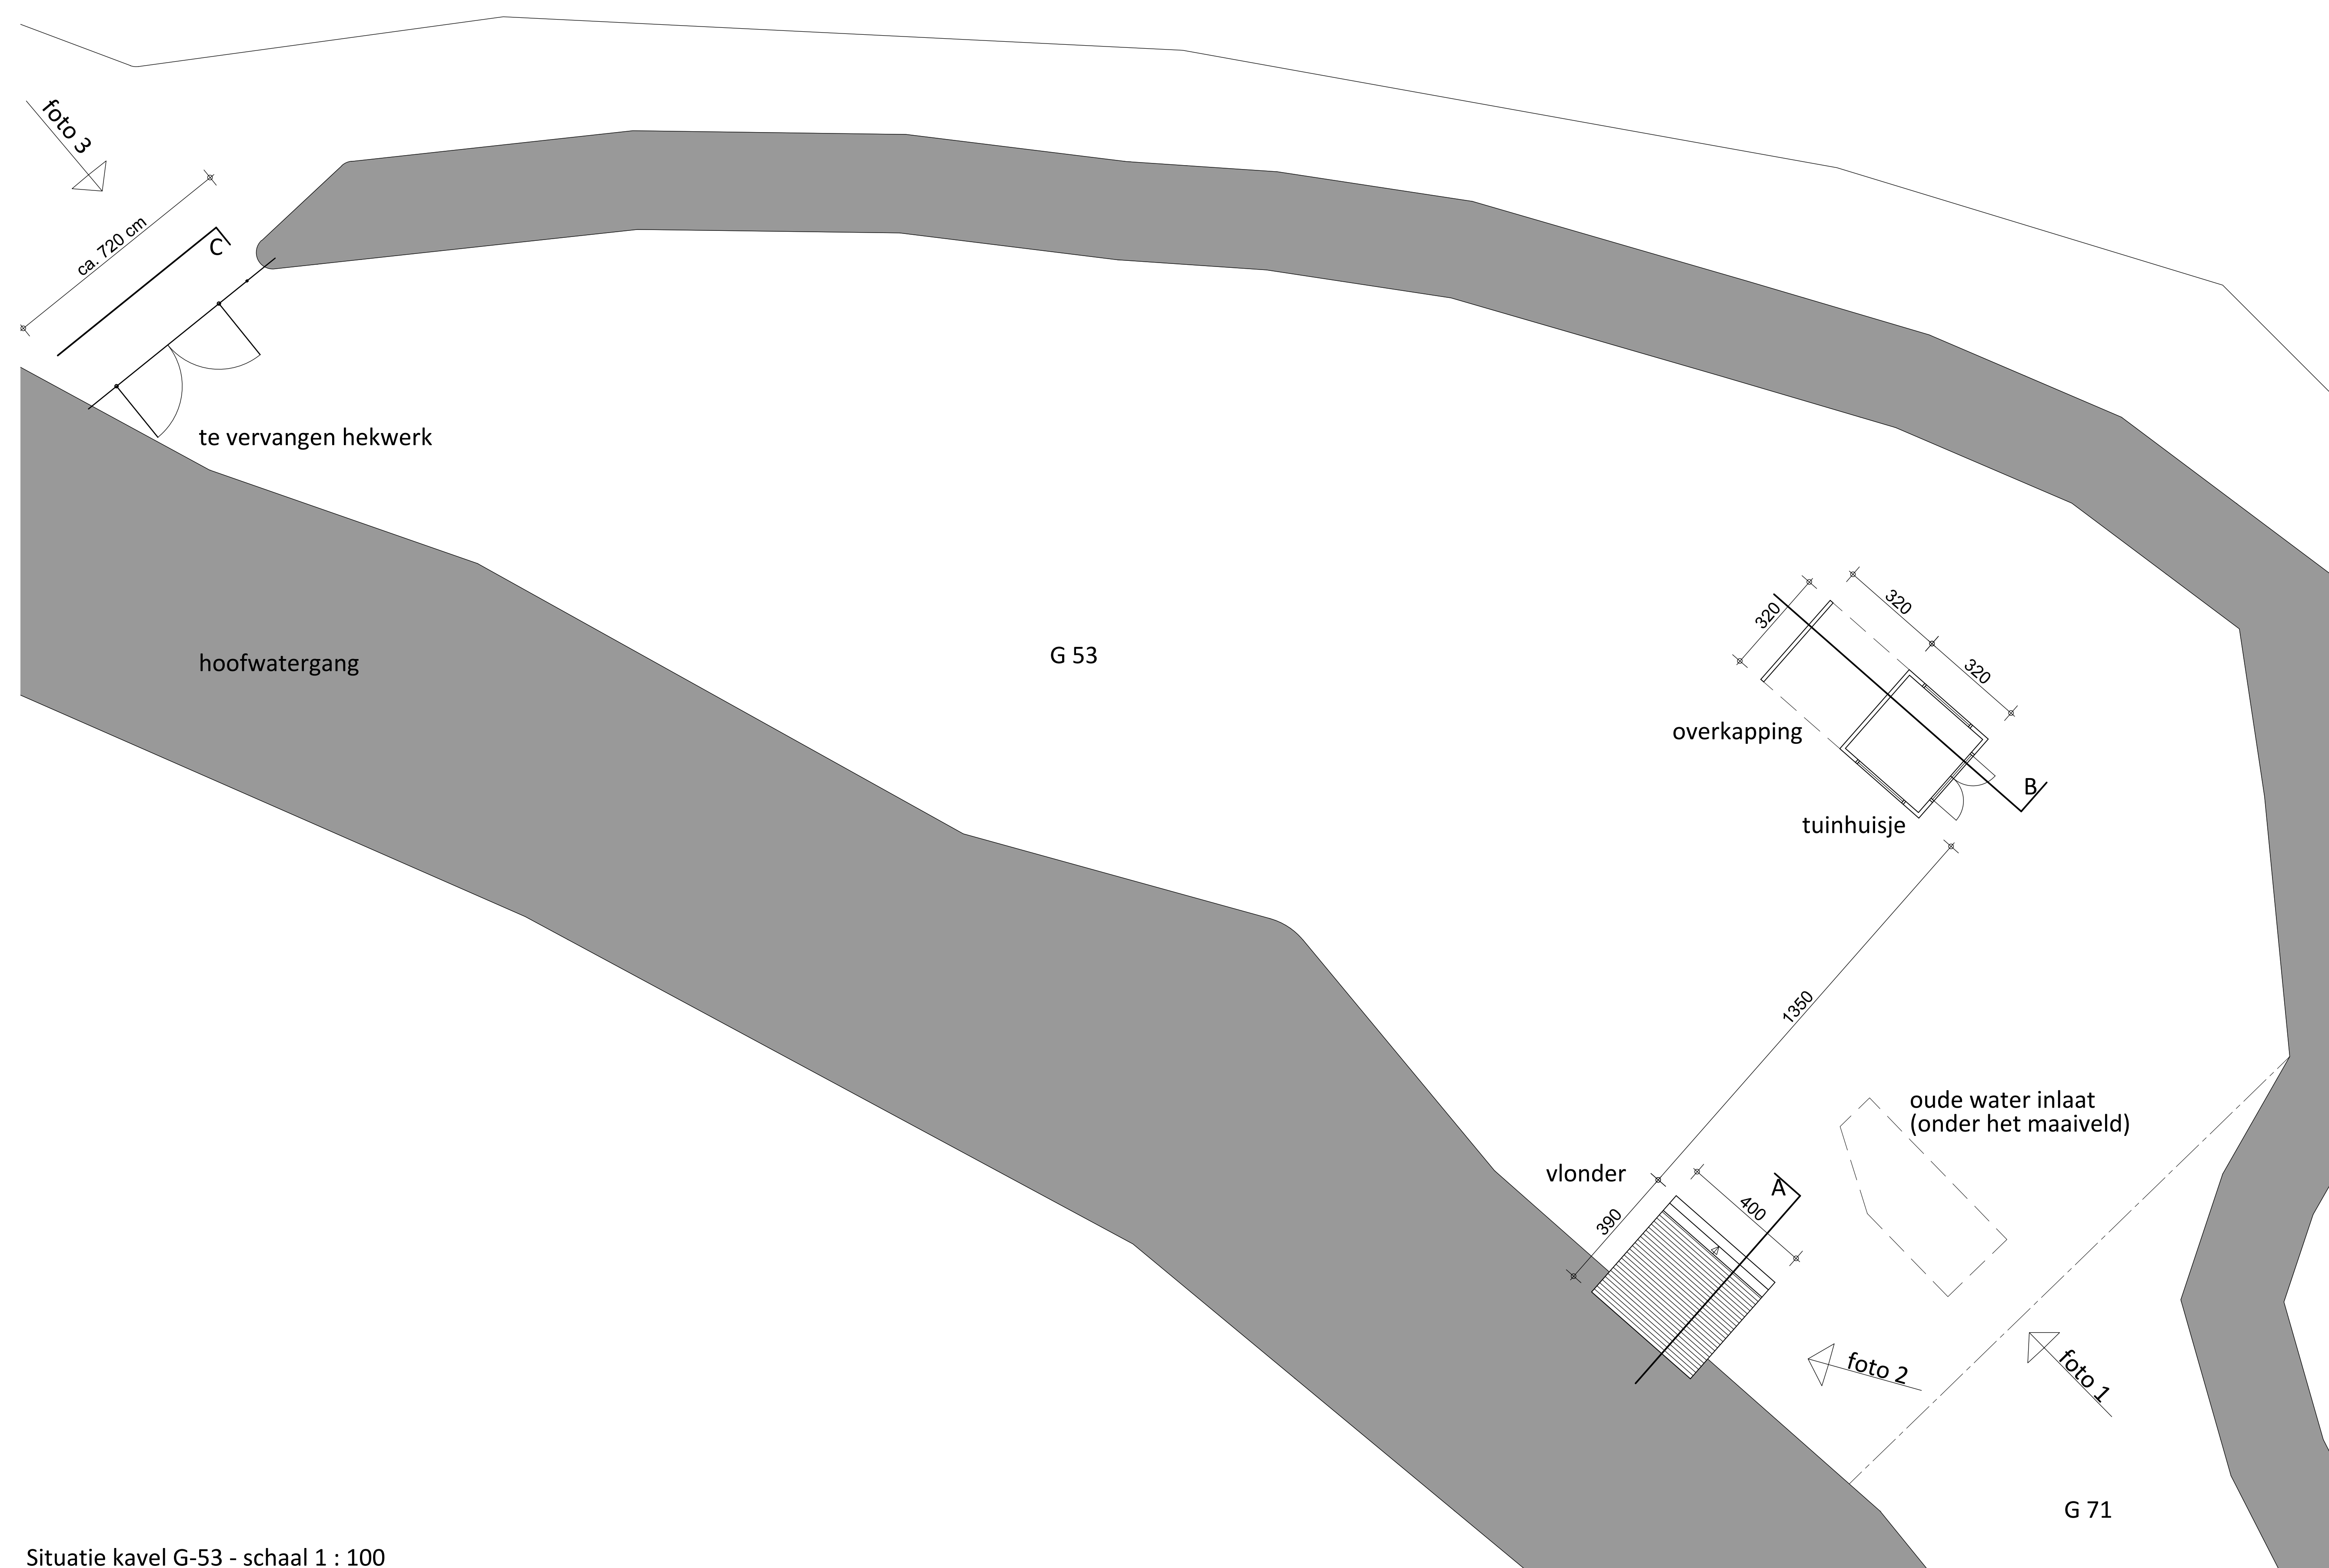 foto 3
ca. 720 cm
C
te vervangen hekwerk
hoofwatergang
G 53
320
320
320
overkapping
B
tuinhuisje
1350
oude water inlaat
(onder het maaiveld)
vlonder
A
400
390
foto 2
foto 1
G 71
Situatie kavel G-53 - schaal 1 : 100